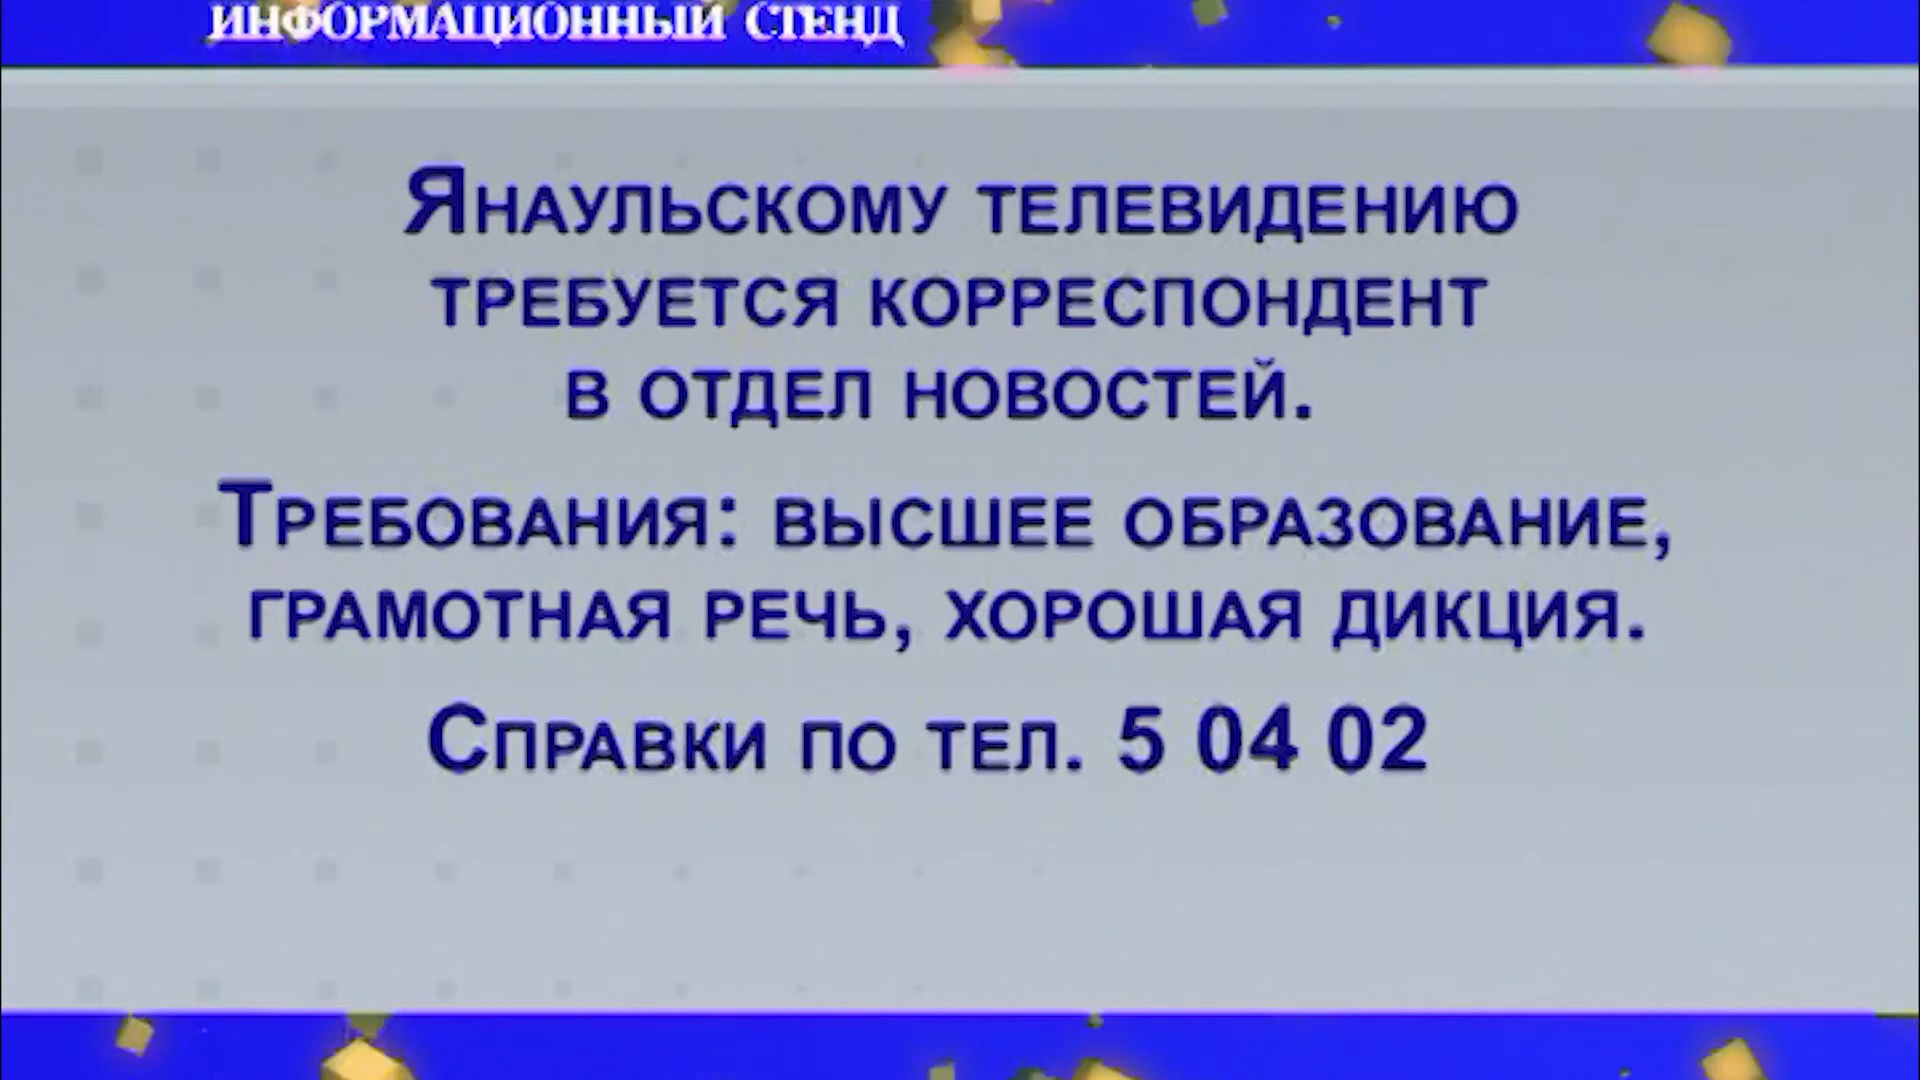 ИНФОРМАЦИОННЫЙ СТЕНД
Янаульскому телевидению
требуется корреспондент
в отдел новостей.
Требования: высшее образование,
грамотная речь, хорошая дикция.
Справки по тел. 5 04 02